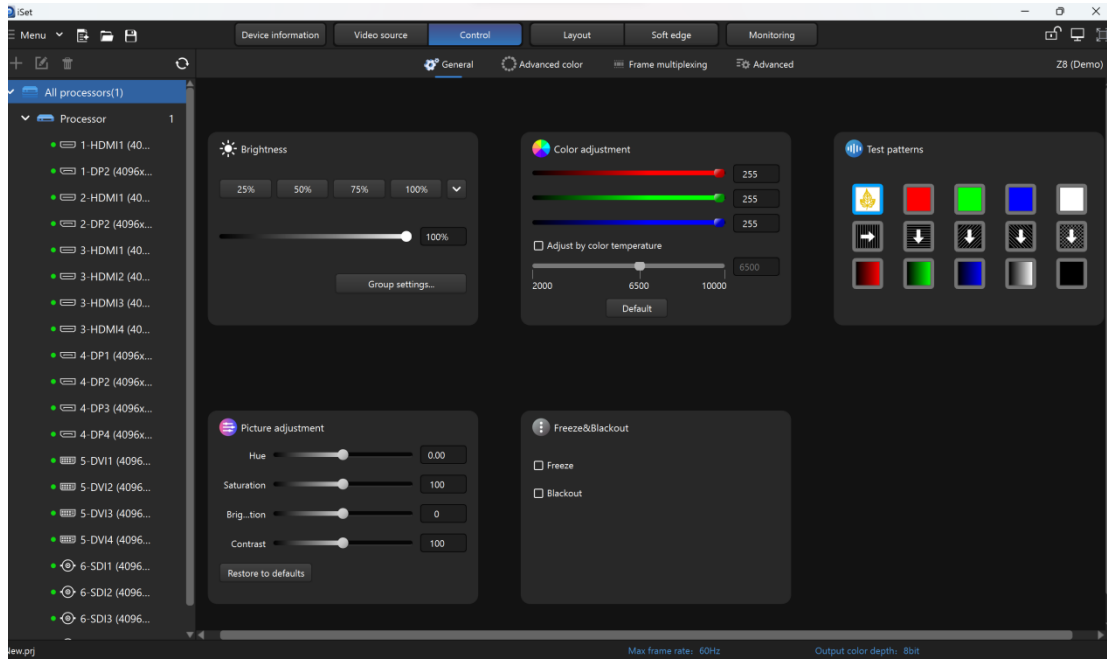 iSet
Menu
Device information
Video source
Control
Layout
Soft edge
Monitoring
General
Advanced color
Frame multiplexing
Advanced
Z8 (Demo)
All processors(1)
Processor 1
1-HDMI1 (40...
1-DP2 (4096x...
2-HDMI1 (40...
2-DP2 (4096x...
3-HDMI1 (40...
3-HDMI2 (40...
3-HDMI3 (40...
3-HDMI4 (40...
4-DP1 (4096x...
4-DP2 (4096x...
4-DP3 (4096x...
4-DP4 (4096x...
5-DVI1 (4096...
5-DVI2 (4096...
5-DVI3 (4096...
5-DVI4 (4096...
6-SDI1 (4096...
6-SDI2 (4096...
6-SDI3 (4096...
Brightness
25% 50% 75% 100%
100%
Group settings...
Color adjustment
255
255
255
Adjust by color temperature
6500
2000 6500 10000
Default
Test patterns
Picture adjustment
Hue 0.00
Saturation 100
Brig...tion 0
Contrast 100
Restore to defaults
Freeze&Blackout
Freeze
Blackout
New.prj
Max frame rate: 60Hz
Output color depth: 8bit